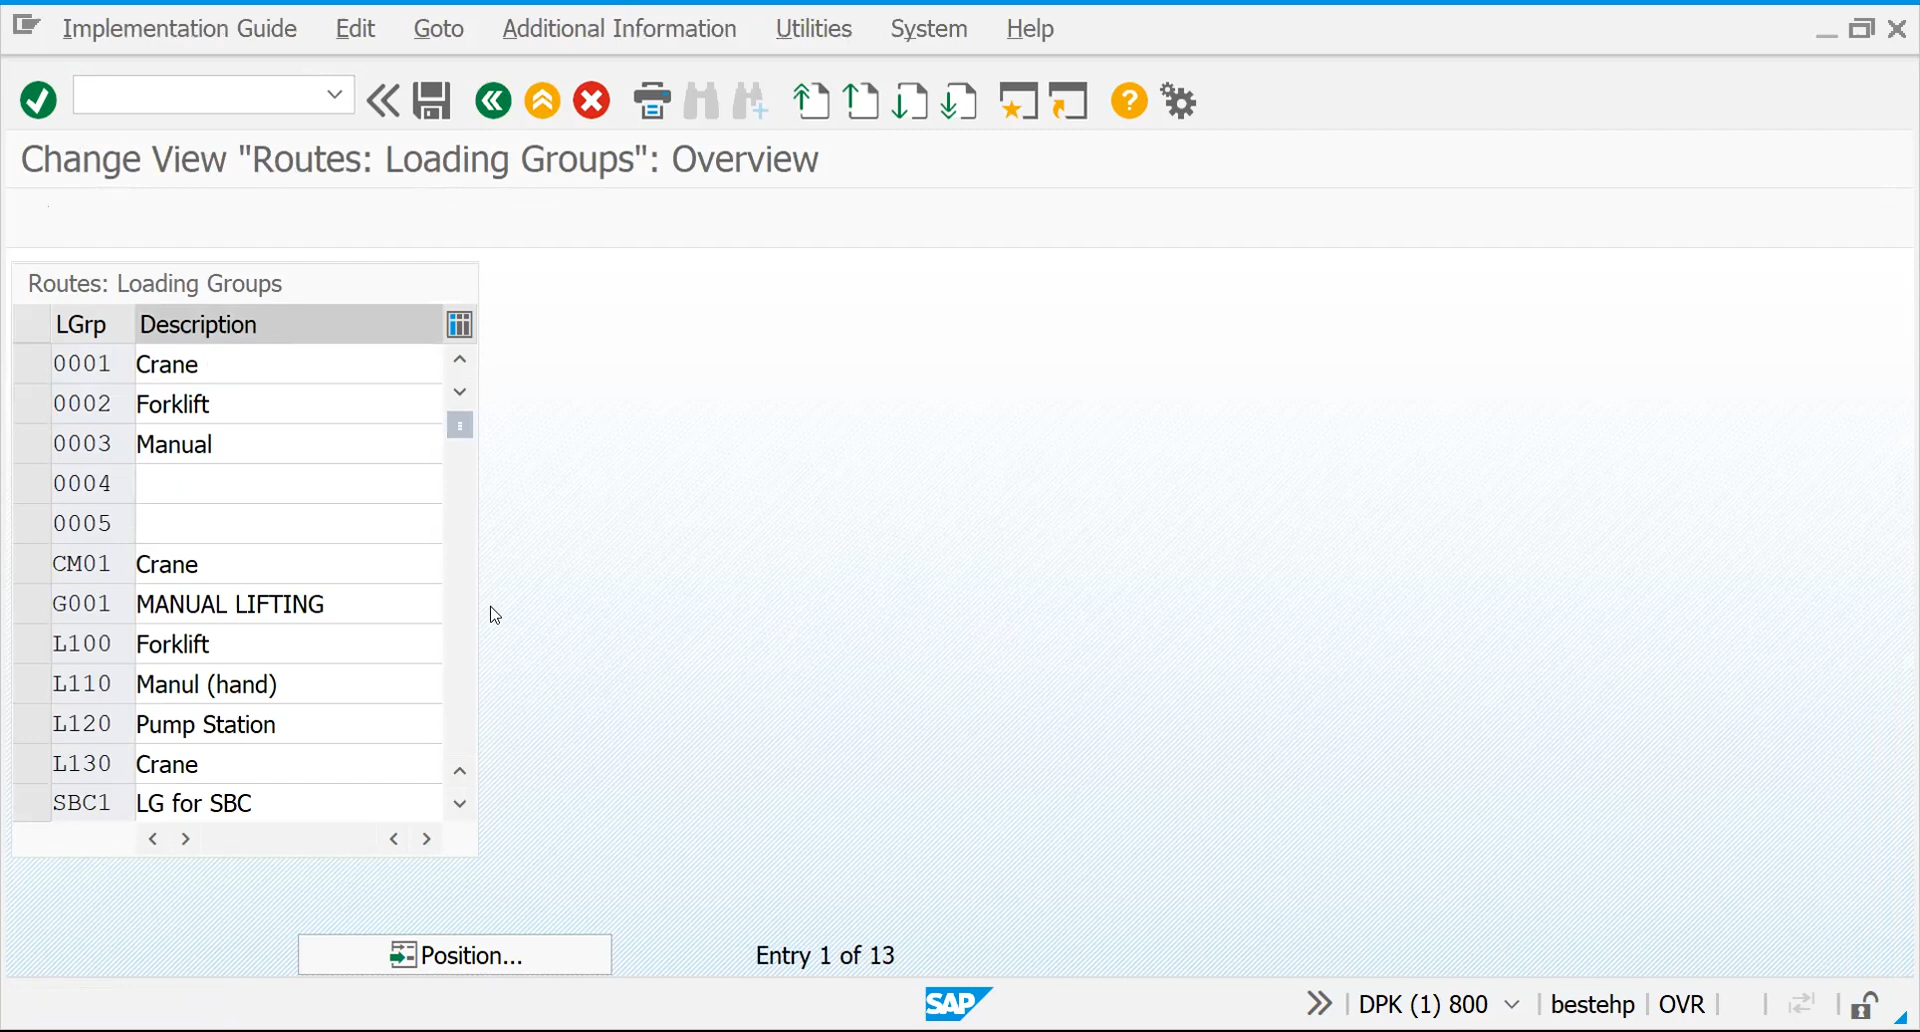 Implementation Guide Edit Goto Additional Information Utilities System Help
Change View "Routes: Loading Groups": Overview
Routes: Loading Groups
LGrp Description
0001 Crane
0002 Forklift
0003 Manual
0004
0005
CM01 Crane
G001 MANUAL LIFTING
L100 Forklift
L110 Manul (hand)
L120 Pump Station
L130 Crane
SBC1 LG for SBC
Position...
Entry 1 of 13
SAP
DPK (1) 800 bestehp OVR